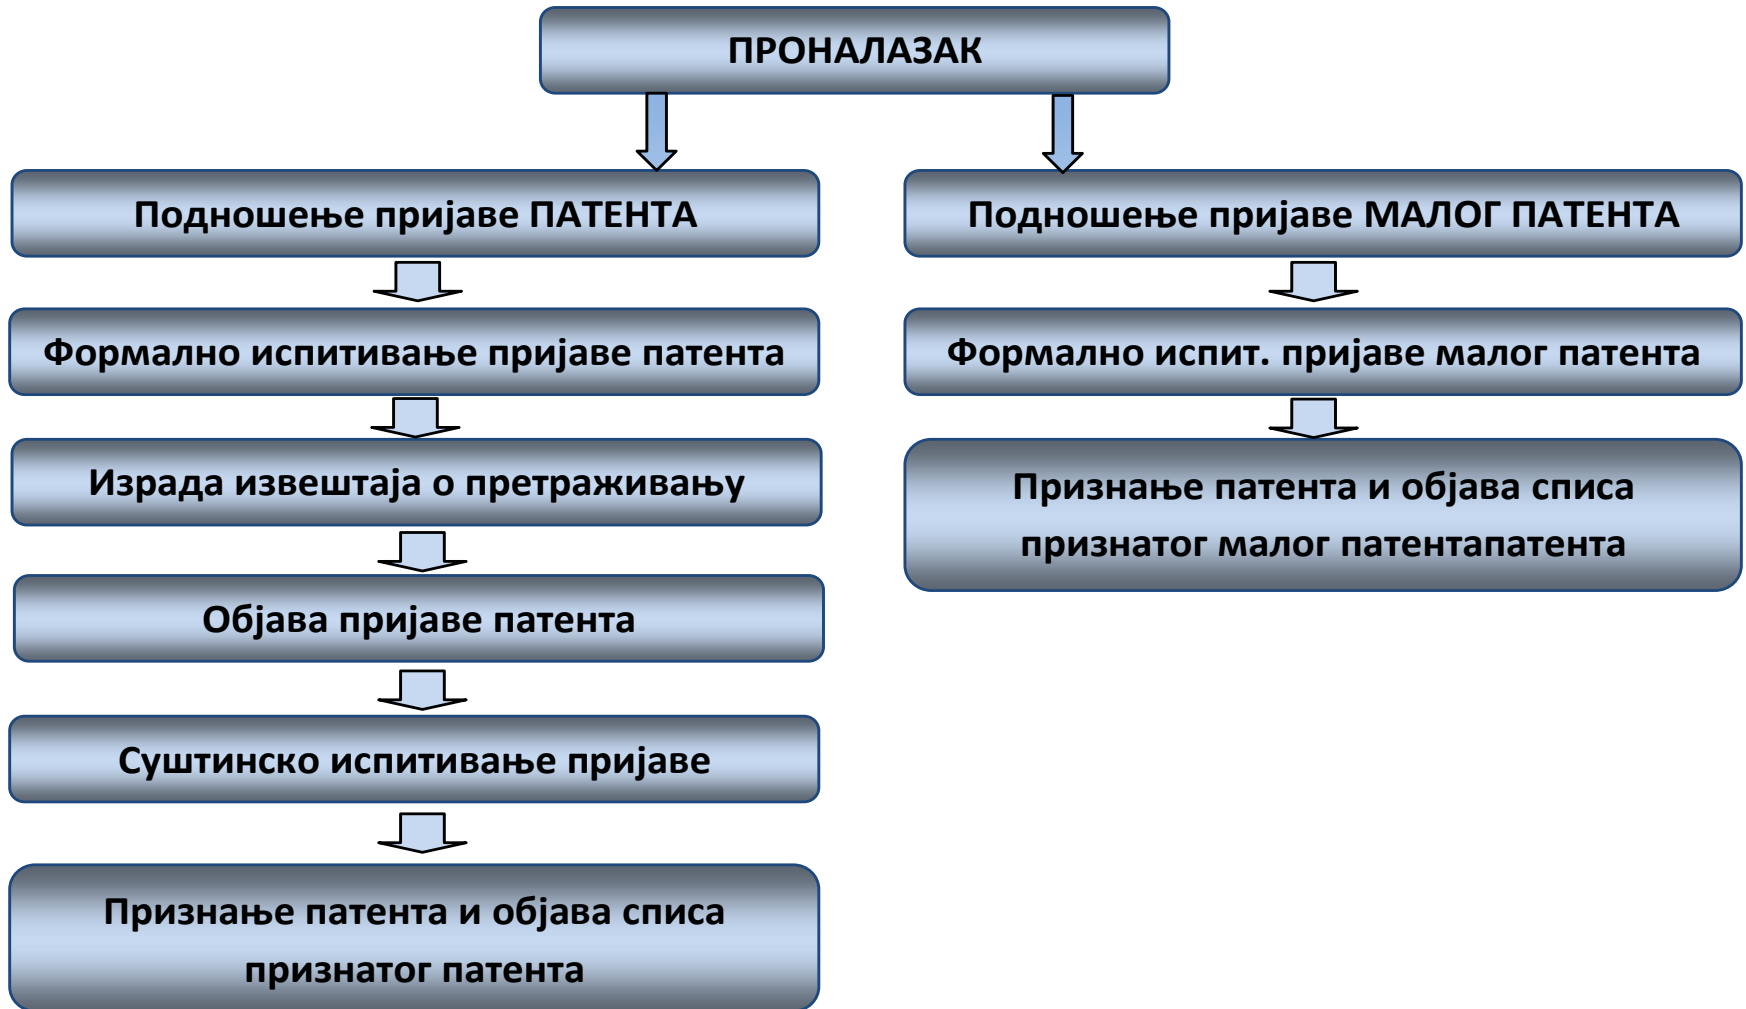 ПРОНАЛАЗАК
Подношење пријаве ПАТЕНТА
Формално испитивање пријаве патента
Израда извештаја о претраживању
Објава пријаве патента
Суштинско испитивање пријаве
Признање патента и објава списа
признатог патента
Подношење пријаве МАЛОГ ПАТЕНТА
Формално испит. пријаве малог патента
Признање патента и објава списа
признатог малог патентапатента